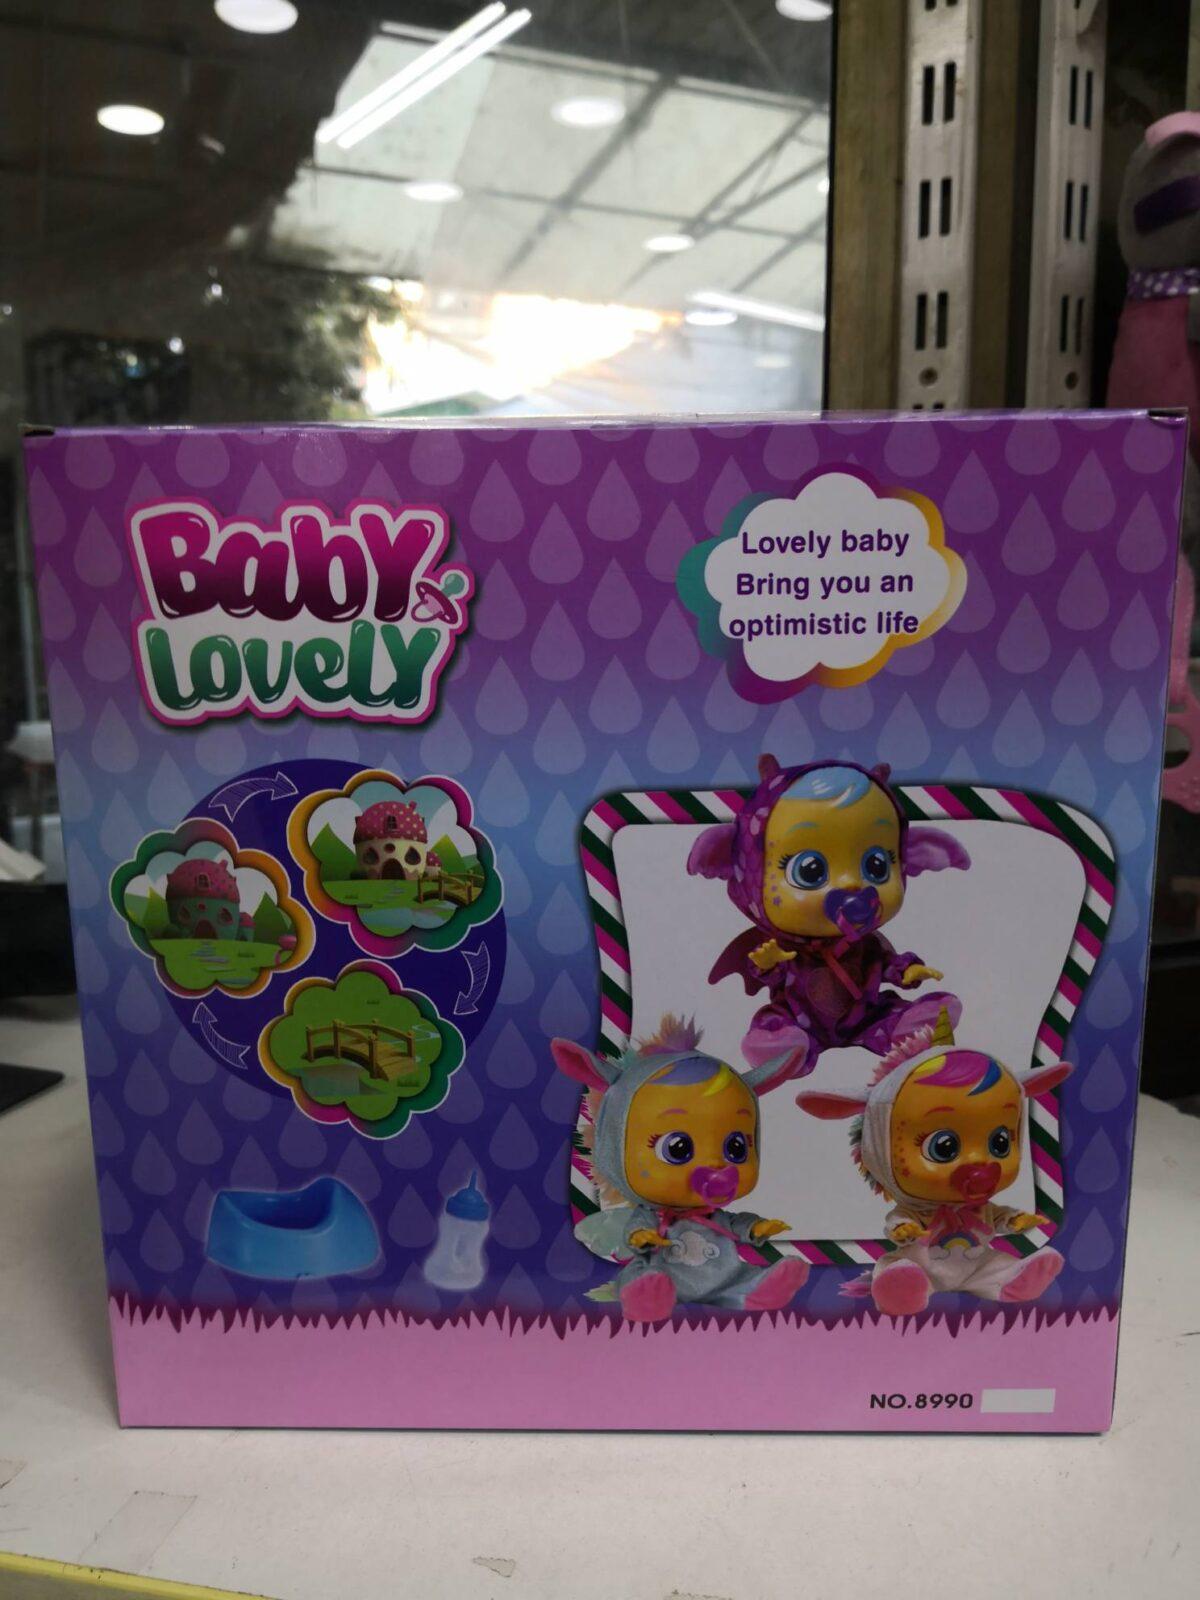 BabY
LovelY
Lovely baby
Bring you an
optimistic life
NO.8990